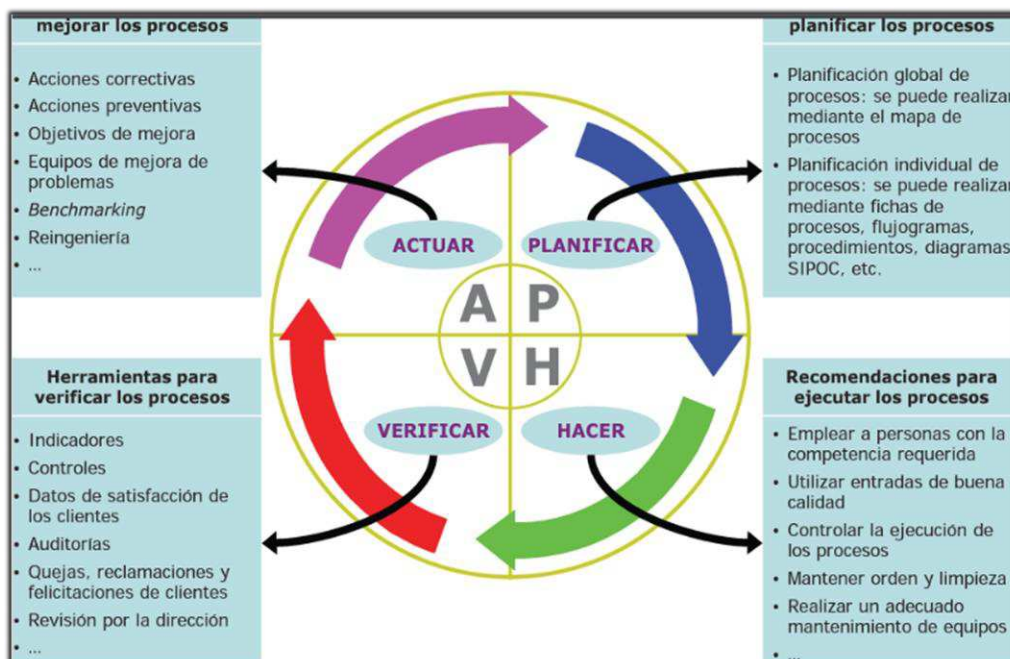 mejorar los procesos
• Acciones correctivas
• Acciones preventivas
• Objetivos de mejora
• Equipos de mejora de
problemas
• Benchmarking
• Reingeniería
• ...
planificar los procesos
• Planificación global de
procesos: se puede realizar
mediante el mapa de
procesos
• Planificación individual de
procesos: se puede realizar
mediante fichas de
procesos, flujogramas,
procedimientos, diagramas
SIPOC, etc.
ACTUAR
PLANIFICAR
A P
V H
VERIFICAR
HACER
Herramientas para
verificar los procesos
• Indicadores
• Controles
• Datos de satisfacción de
los clientes
• Auditorías
• Quejas, reclamaciones y
felicitaciones de clientes
• Revisión por la dirección
• ...
Recomendaciones para
ejecutar los procesos
• Emplear a personas con la
competencia requerida
• Utilizar entradas de buena
calidad
• Controlar la ejecución de
los procesos
• Mantener orden y limpieza
• Realizar un adecuado
mantenimiento de equipos
• ...